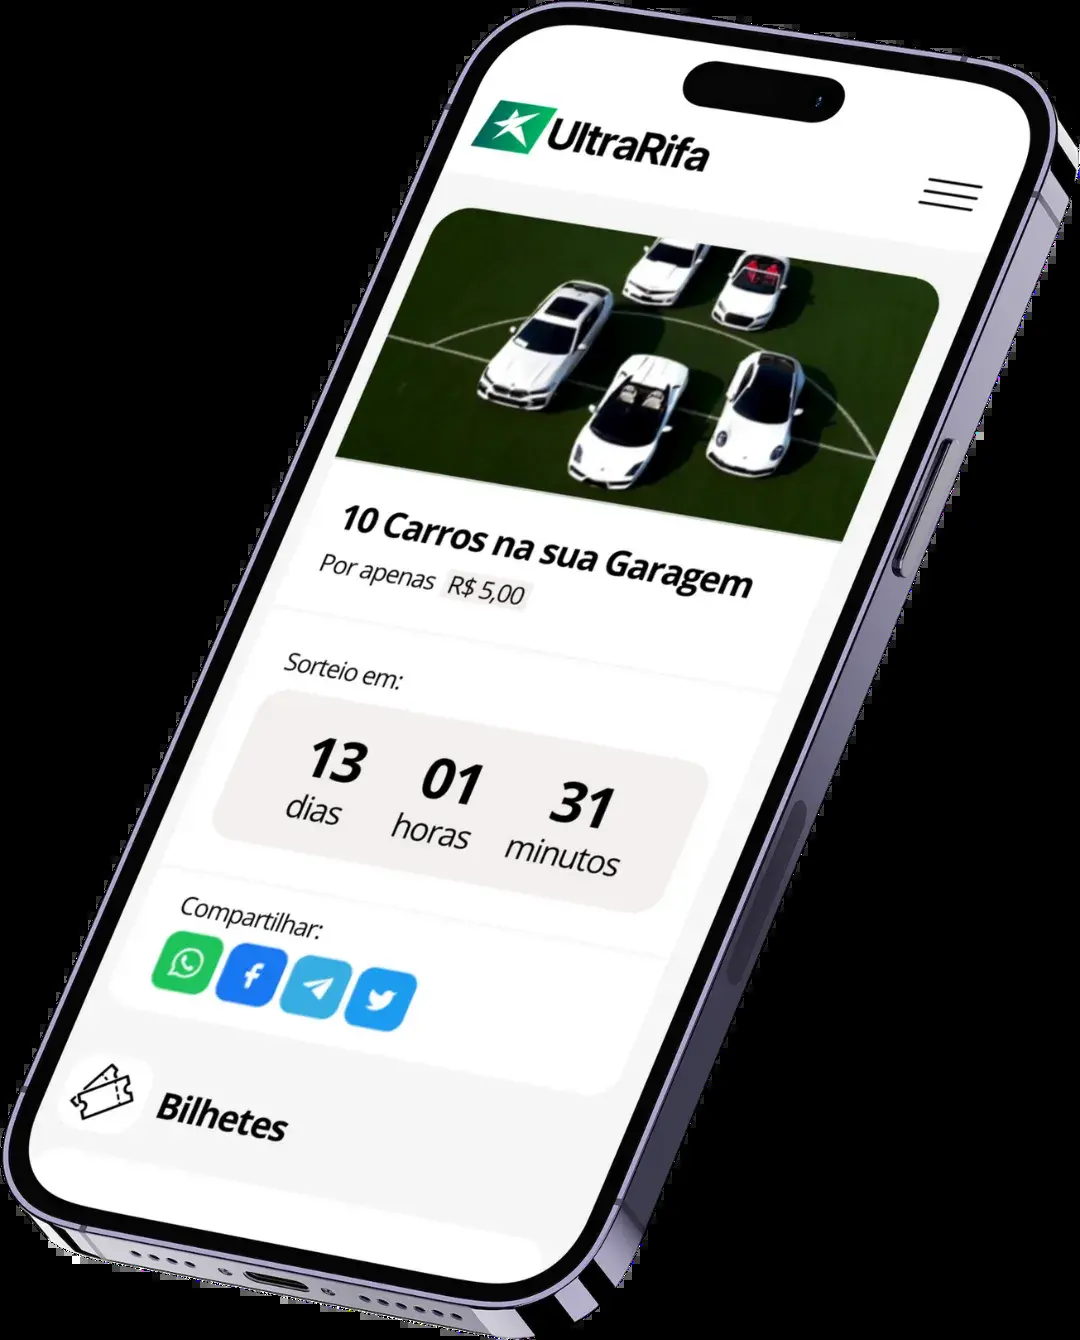 UltraRifa
10 Carros na sua Garagem
Por apenas R$ 5,00
Sorteio em:
13 01 31
dias horas minutos
Compartilhar:
Bilhetes